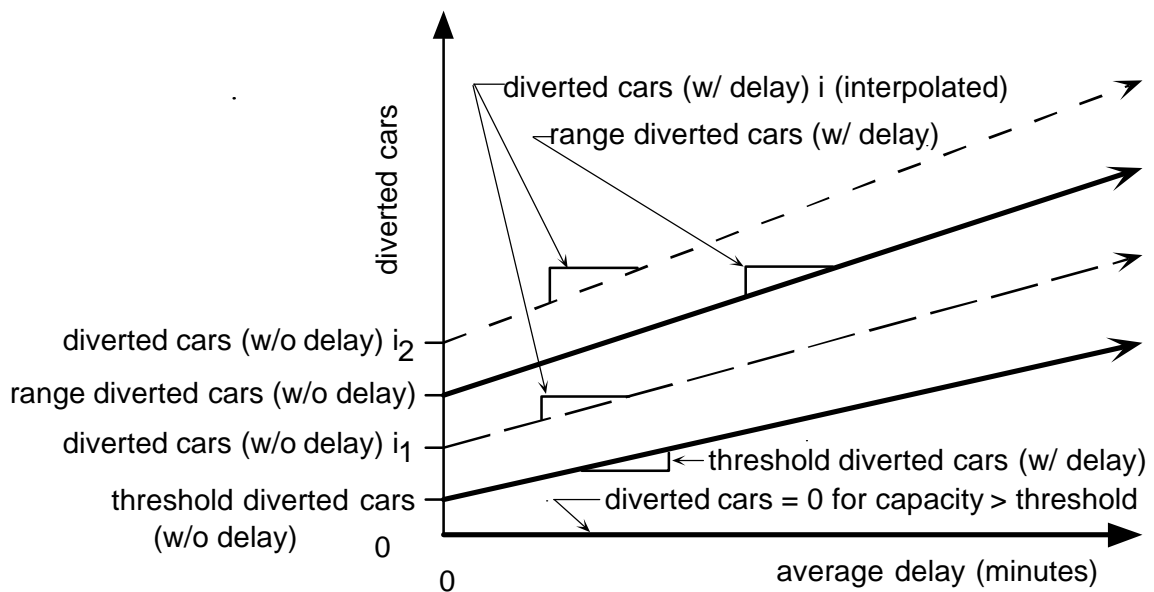 diverted cars (w/ delay) i (interpolated)
range diverted cars (w/ delay)
diverted cars
diverted cars (w/o delay) i2
range diverted cars (w/o delay)
diverted cars (w/o delay) i1
threshold diverted cars (w/ delay)
threshold diverted cars
(w/o delay)
diverted cars = 0 for capacity > threshold
0
0
average delay (minutes)